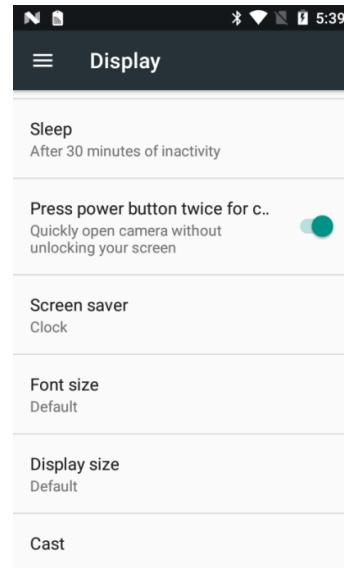 5:39
Display
Sleep
After 30 minutes of inactivity
Press power button twice for c..
Quickly open camera without
unlocking your screen
Screen saver
Clock
Font size
Default
Display size
Default
Cast